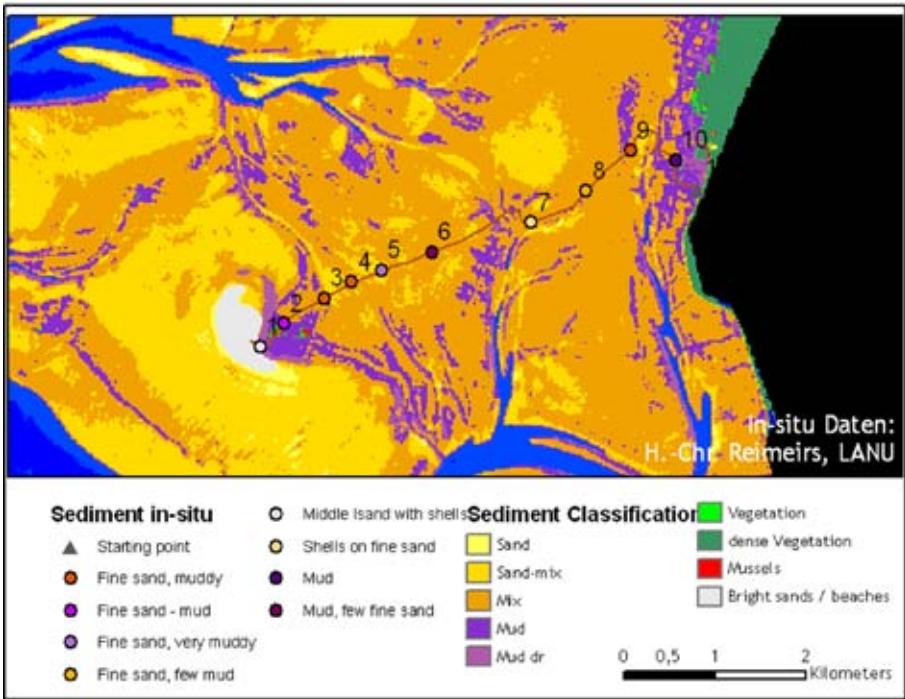 1
2
3
4
5
6
7
8
9
10
In-situ Daten:
H.-Chr. Reimeirs, LANU
Sediment in-situ
Starting point
Fine sand, muddy
Fine sand - mud
Fine sand, very muddy
Fine sand, few mud
Middle lsand with shells
Shells on fine sand
Mud
Mud, few fine sand
Sediment Classification
Sand
Sand-mix
Mix
Mud
Mud dr
Vegetation
dense Vegetation
Mussels
Bright sands / beaches
0 0,5 1 2
Kilometers